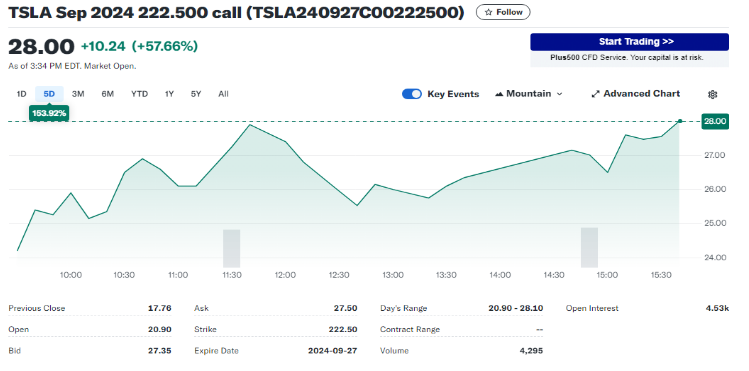 TSLA Sep 2024 222.500 call (TSLA240927C00222500) Follow
28.00 +10.24 (+57.66%)
As of 3:34 PM EDT. Market Open.
Start Trading >>
Plus500 CFD Service. Your capital is at risk.
1D 5D 3M 6M YTD 1Y 5Y All
Key Events Mountain Advanced Chart
153.92%
28.00
27.00
26.00
25.00
24.00
10:00 10:30 11:00 11:30 12:00 12:30 13:00 13:30 14:00 14:30 15:00 15:30
Previous Close 17.76 Ask 27.50 Day's Range 20.90 - 28.10 Open Interest 4.53k
Open 20.90 Strike 222.50 Contract Range --
Bid 27.35 Expire Date 2024-09-27 Volume 4,295